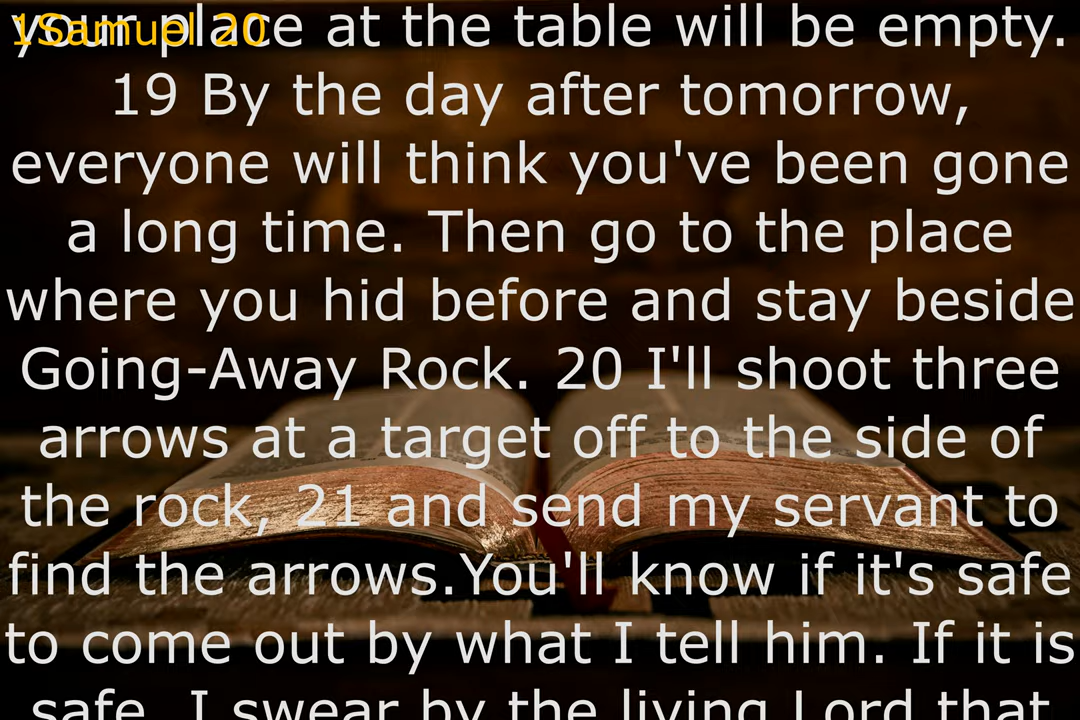 1Samuel 20
your place at the table will be empty.
19 By the day after tomorrow,
everyone will think you've been gone
a long time. Then go to the place
where you hid before and stay beside
Going-Away Rock. 20 I'll shoot three
arrows at a target off to the side of
the rock, 21 and send my servant to
find the arrows.You'll know if it's safe
to come out by what I tell him. If it is
safe, I swear by the living Lord that